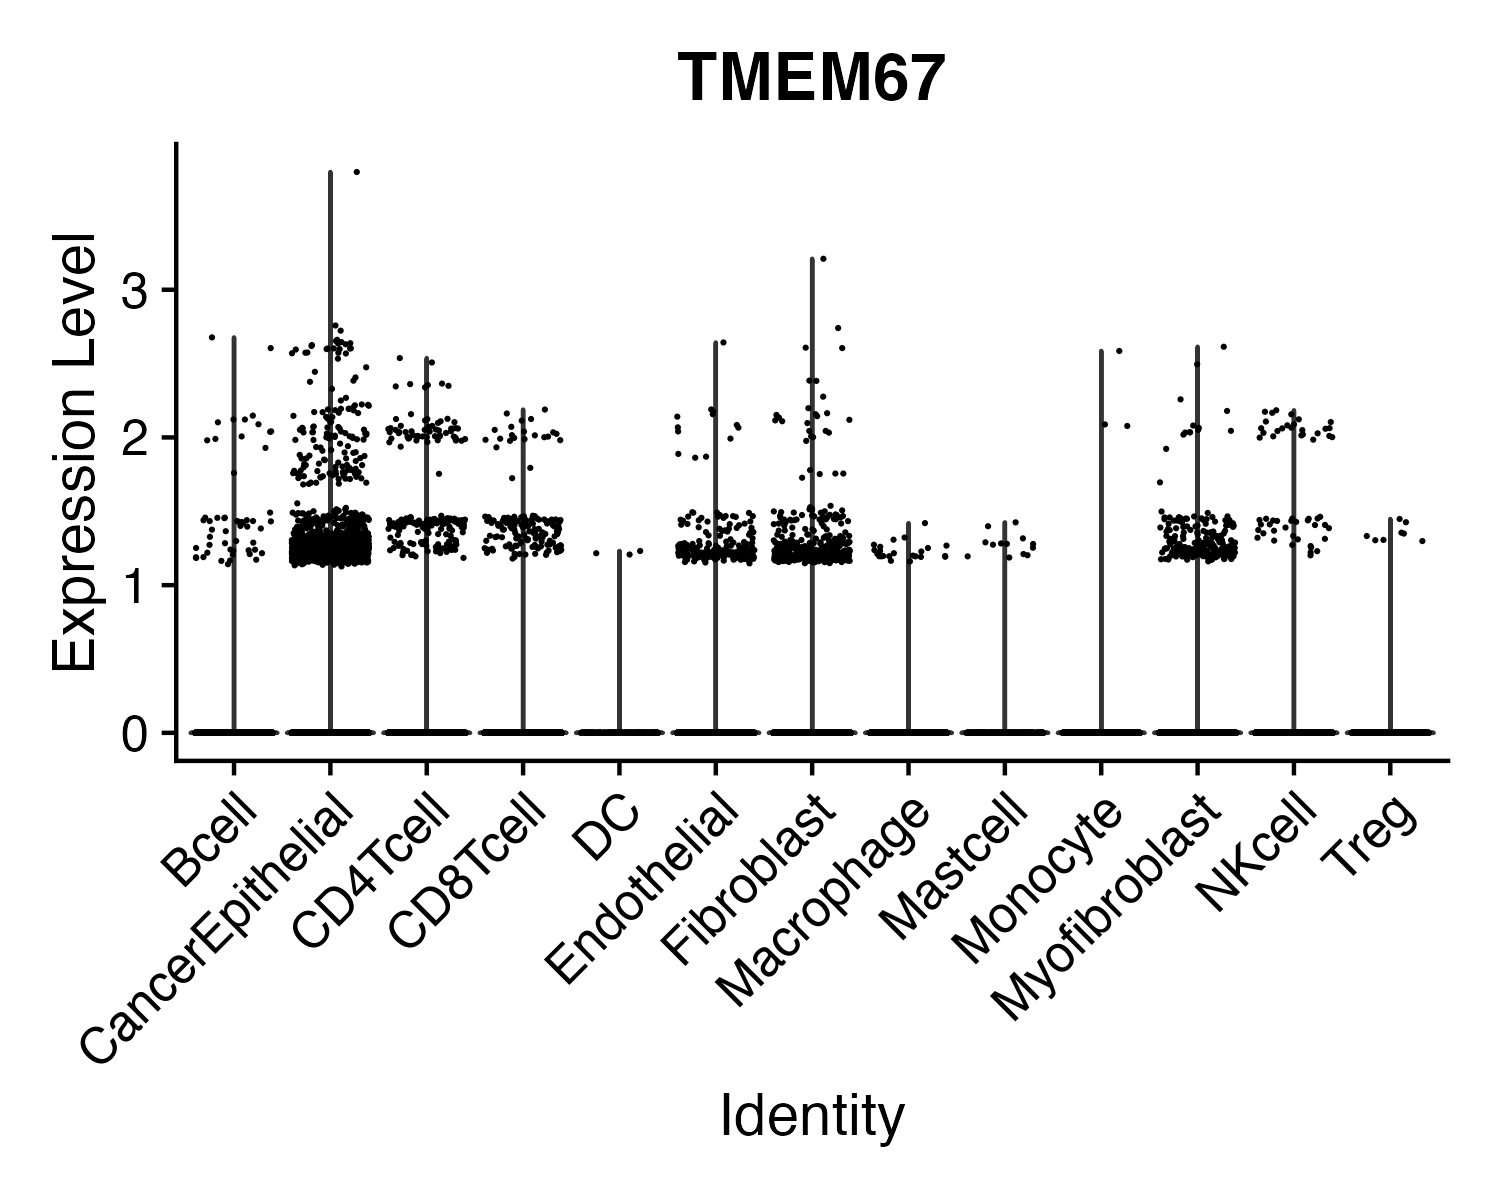 TMEM67
Expression Level
3
2
1
0
Bcell
CancerEpithelial
CD4Tcell
CD8Tcell
DC
Endothelial
Fibroblast
Macrophage
Mastcell
Monocyte
Myofibroblast
NKcell
Treg
Identity